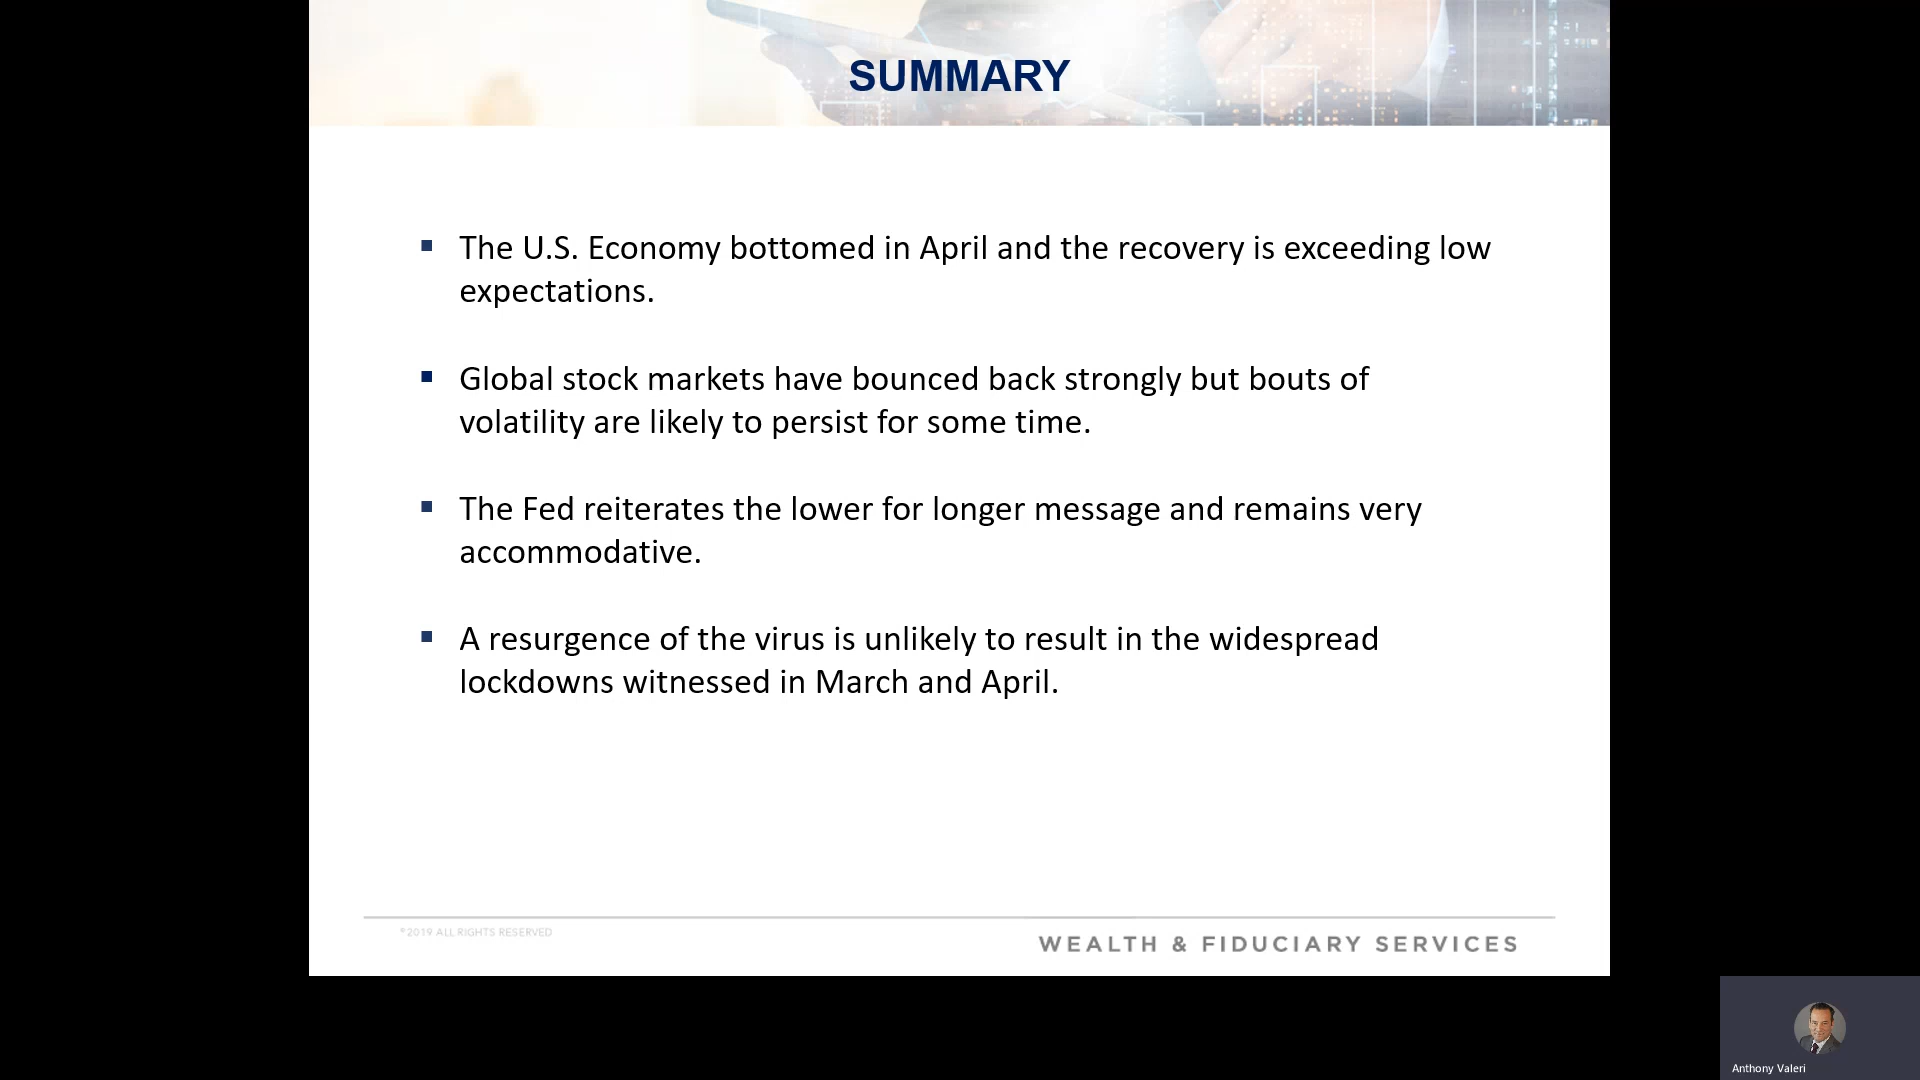 SUMMARY
▪ The U.S. Economy bottomed in April and the recovery is exceeding low
expectations.
▪ Global stock markets have bounced back strongly but bouts of
volatility are likely to persist for some time.
▪ The Fed reiterates the lower for longer message and remains very
accommodative.
▪ A resurgence of the virus is unlikely to result in the widespread
lockdowns witnessed in March and April.
©2019 ALL RIGHTS RESERVED
WEALTH & FIDUCIARY SERVICES
Anthony Valeri